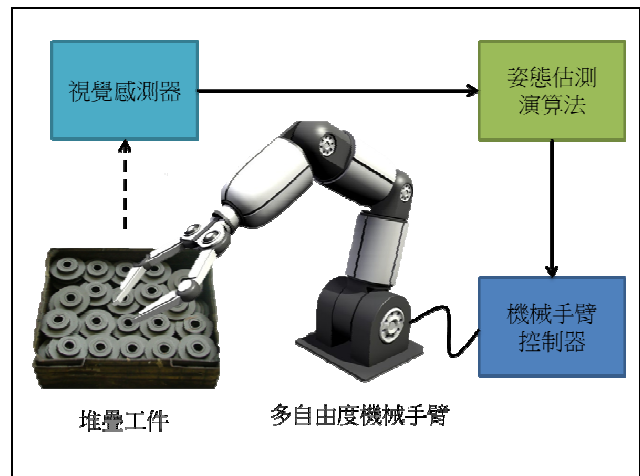 視覺感測器
姿態估測
演算法
機械手臂
控制器
堆疊工件
多自由度機械手臂